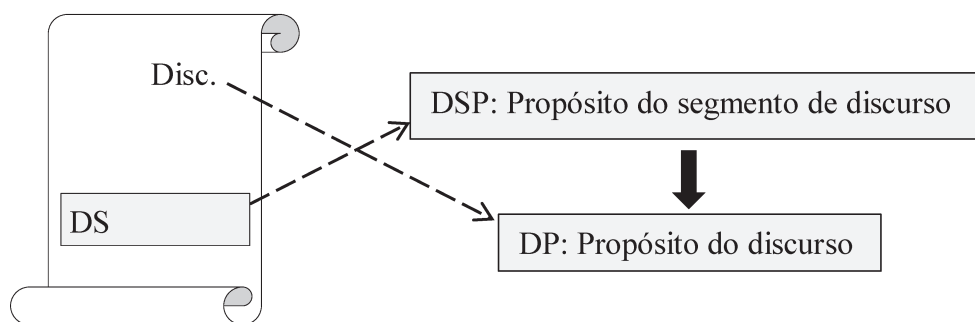 Disc.
DSP: Propósito do segmento de discurso
DS
DP: Propósito do discurso